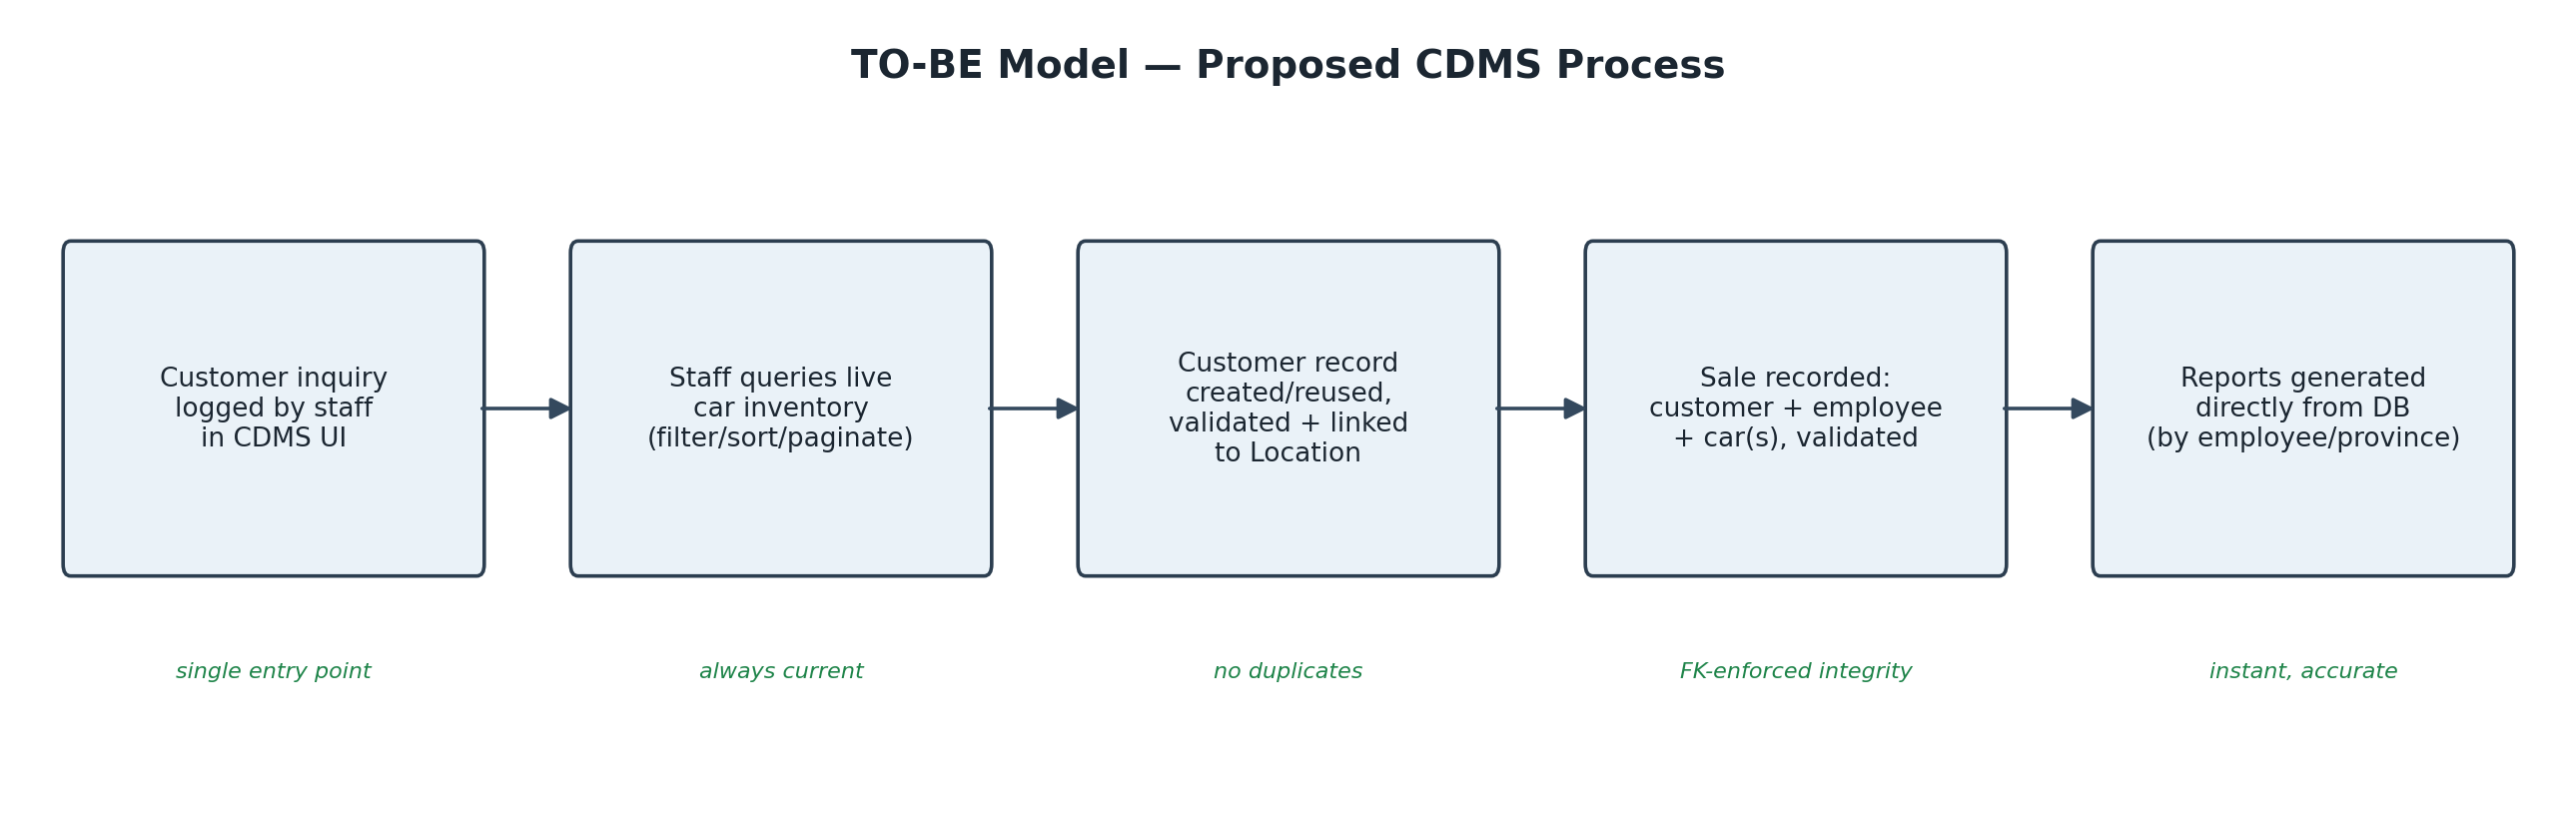 TO-BE Model — Proposed CDMS Process
Customer inquiry
logged by staff
in CDMS UI
Staff queries live
car inventory
(filter/sort/paginate)
Customer record
created/reused,
validated + linked
to Location
Sale recorded:
customer + employee
+ car(s), validated
Reports generated
directly from DB
(by employee/province)
single entry point
always current
no duplicates
FK-enforced integrity
instant, accurate